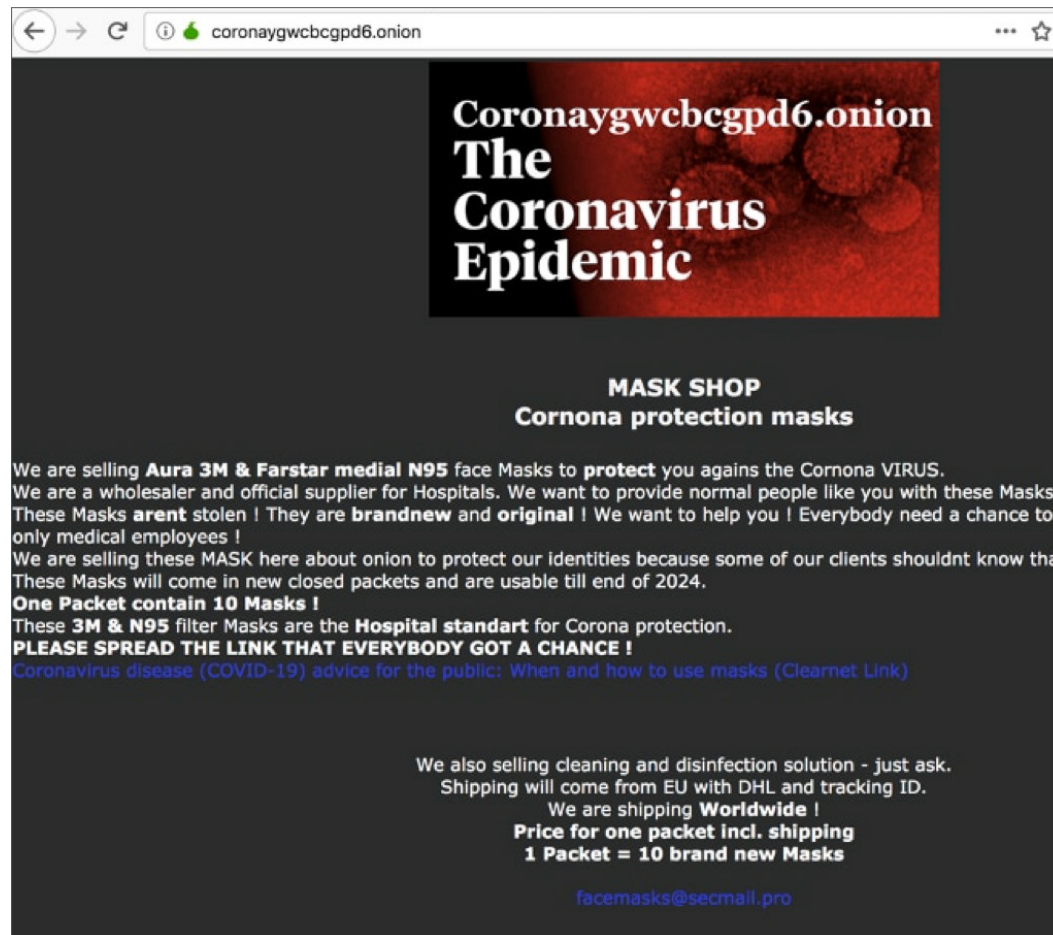 coronaygwcbcgpd6.onion
Coronaygwcbcgpd6.onion
The
Coronavirus
Epidemic
MASK SHOP
Cornona protection masks
We are selling Aura 3M & Farstar medial N95 face Masks to protect you agains the Cornona VIRUS.
We are a wholesaler and official supplier for Hospitals. We want to provide normal people like you with these Masks
These Masks arent stolen ! They are brandnew and original ! We want to help you ! Everybody need a chance to
only medical employees !
We are selling these MASK here about onion to protect our identities because some of our clients shouldnt know tha
These Masks will come in new closed packets and are usable till end of 2024.
One Packet contain 10 Masks !
These 3M & N95 filter Masks are the Hospital standart for Corona protection.
PLEASE SPREAD THE LINK THAT EVERYBODY GOT A CHANCE !
Coronavirus disease (COVID-19) advice for the public: When and how to use masks (Clearnet Link)
We also selling cleaning and disinfection solution - just ask.
Shipping will come from EU with DHL and tracking ID.
We are shipping Worldwide !
Price for one packet incl. shipping
1 Packet = 10 brand new Masks
facemasks@secmail.pro